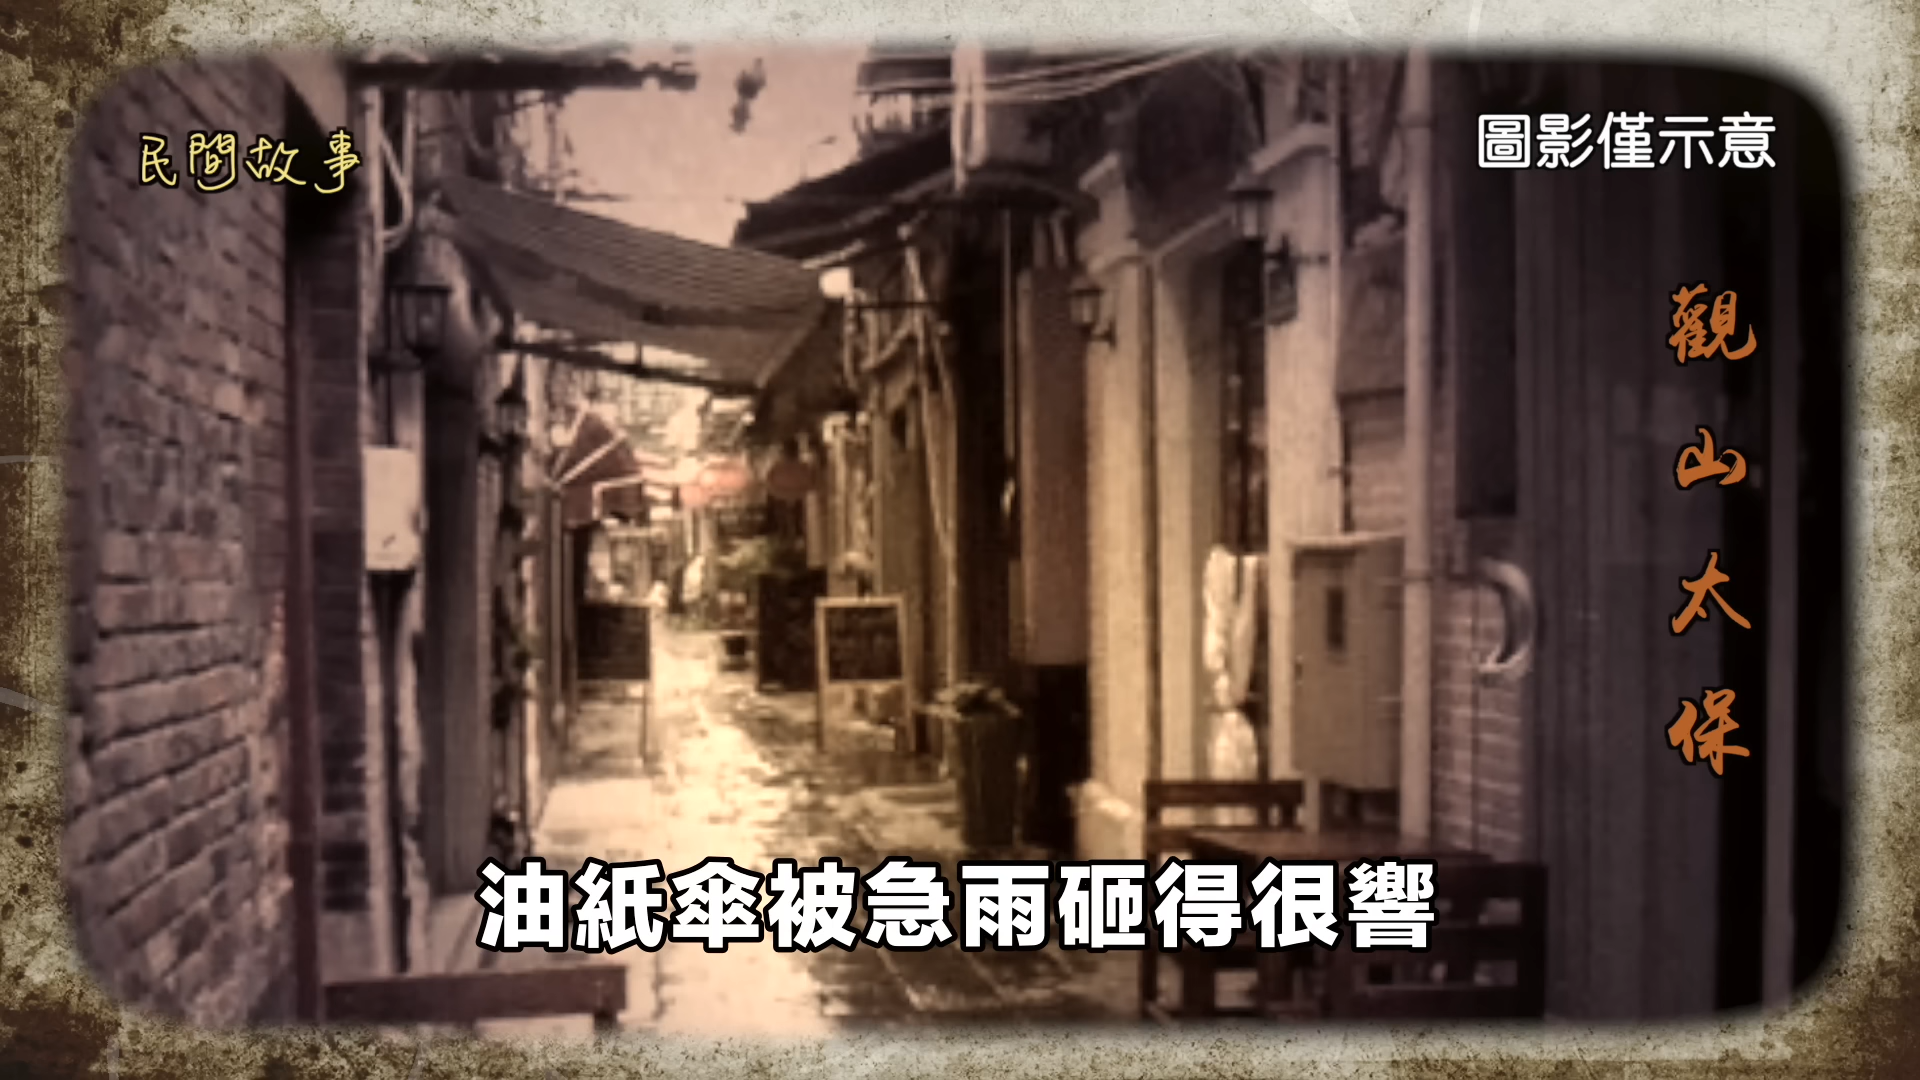 民間故事
圖影僅示意
觀山太保
油紙傘被急雨砸得很響